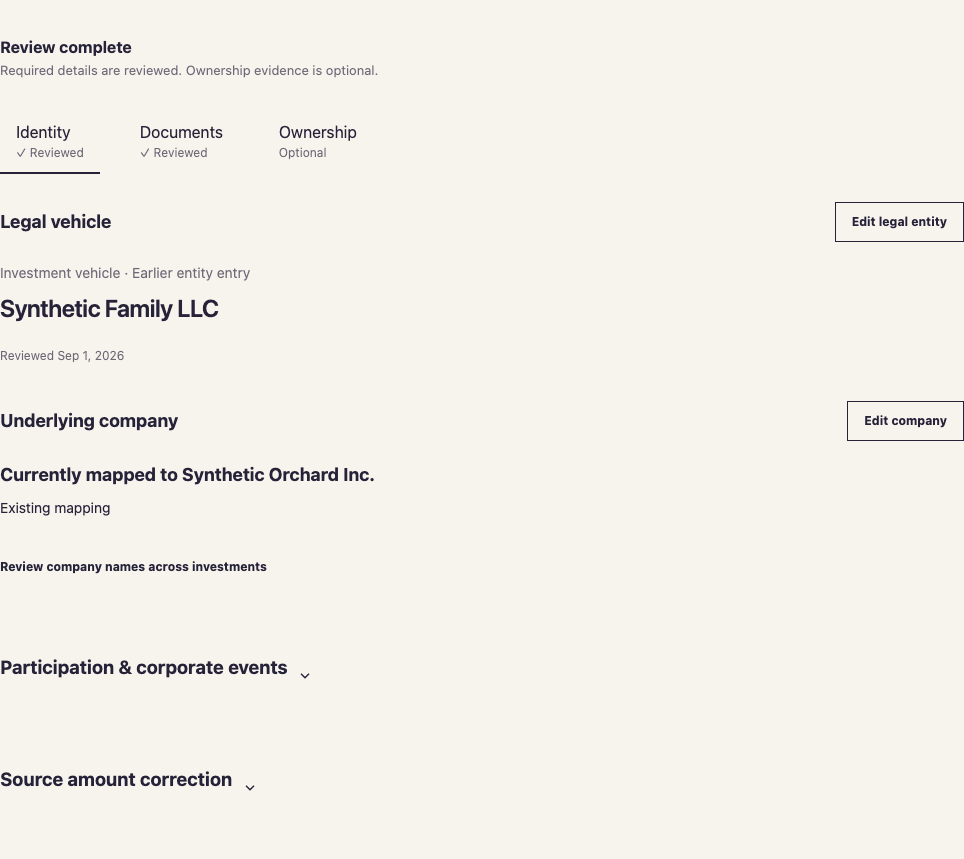 Review complete
Required details are reviewed. Ownership evidence is optional.
Identity
✓ Reviewed
Documents
✓ Reviewed
Ownership
Optional
Legal vehicle
Edit legal entity
Investment vehicle · Earlier entity entry
Synthetic Family LLC
Reviewed Sep 1, 2026
Underlying company
Edit company
Currently mapped to Synthetic Orchard Inc.
Existing mapping
Review company names across investments
Participation & corporate events
Source amount correction